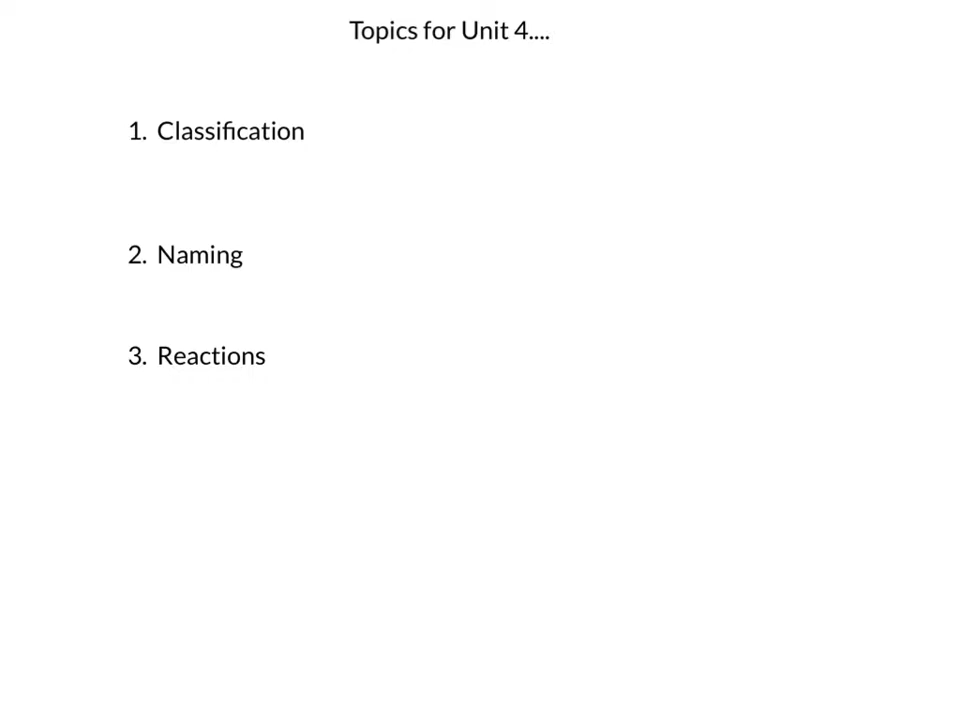 Topics for Unit 4....
1. Classification
2. Naming
3. Reactions